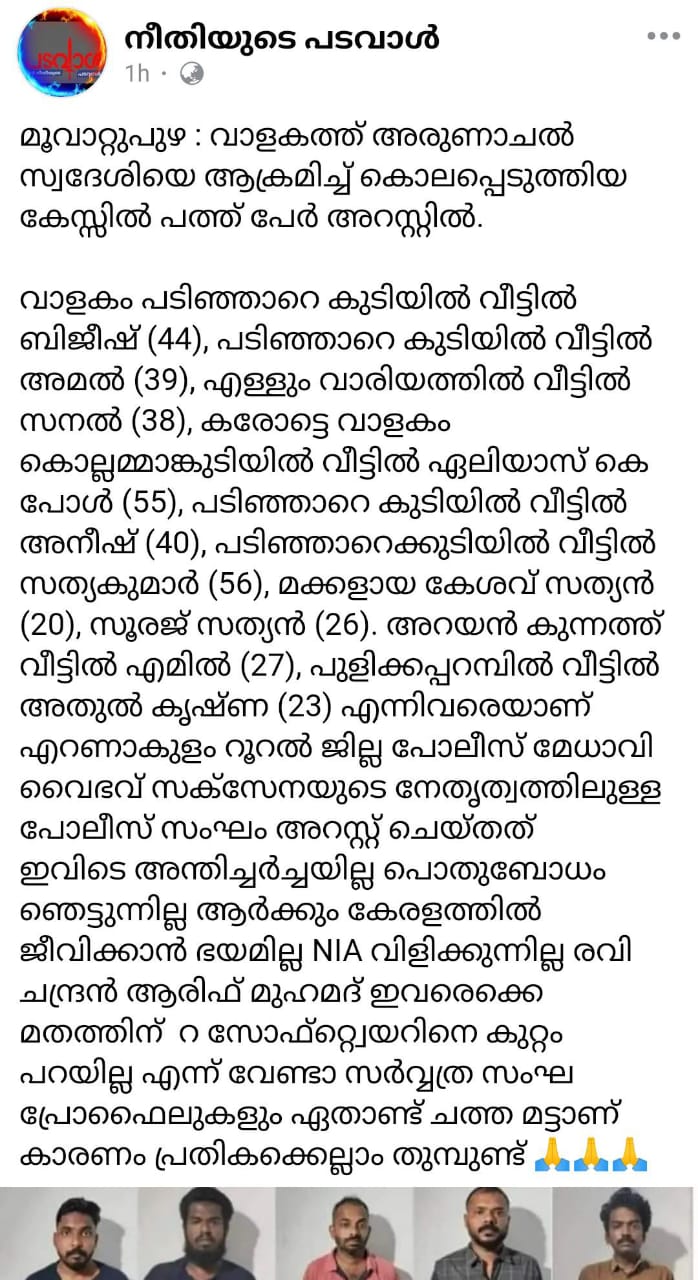 നീതിയുടെ പടവാൾ
1h
മൂവാറ്റുപുഴ : വാളകത്ത് അരുണാചൽ
സ്വദേശിയെ ആക്രമിച്ച് കൊലപ്പെടുത്തിയ
കേസ്സിൽ പത്ത് പേർ അറസ്റ്റിൽ.
വാളകം പടിഞ്ഞാറെ കുടിയിൽ വീട്ടിൽ
ബിജീഷ് (44), പടിഞ്ഞാറെ കുടിയിൽ വീട്ടിൽ
അമൽ (39), എള്ളും വാരിയത്തിൽ വീട്ടിൽ
സനൽ (38), കരോട്ടെ വാളകം
കൊല്ലമ്മാങ്കുടിയിൽ വീട്ടിൽ ഏലിയാസ് കെ
പോൾ (55), പടിഞ്ഞാറെ കുടിയിൽ വീട്ടിൽ
അനീഷ് (40), പടിഞ്ഞാറെക്കുടിയിൽ വീട്ടിൽ
സത്യകുമാർ (56), മക്കളായ കേശവ് സത്യൻ
(20), സൂരജ് സത്യൻ (26). അറയൻ കുന്നത്ത്
വീട്ടിൽ എമിൽ (27), പുളിക്കപ്പറമ്പിൽ വീട്ടിൽ
അതുൽ കൃഷ്ണ (23) എന്നിവരെയാണ്
എറണാകുളം റൂറൽ ജില്ല പോലീസ് മേധാവി
വൈഭവ് സക്സേനയുടെ നേതൃത്വത്തിലുള്ള
പോലീസ് സംഘം അറസ്റ്റ് ചെയ്തത്
ഇവിടെ അന്തിച്ചർച്ചയില്ല പൊതുബോധം
ഞെട്ടുന്നില്ല ആർക്കും കേരളത്തിൽ
ജീവിക്കാൻ ഭയമില്ല NIA വിളിക്കുന്നില്ല രവി
ചന്ദ്രൻ ആരിഫ് മുഹമദ് ഇവരെക്കെ
മതത്തിന് റ സോഫ്റ്റ്വെയറിനെ കുറ്റം
പറയില്ല എന്ന് വേണ്ടാ സർവ്വത്ര സംഘ
പ്രോഫൈലുകളും ഏതാണ്ട് ചത്ത മട്ടാണ്
കാരണം പ്രതികക്കെല്ലാം തുമ്പുണ്ട് 🙏🙏🙏